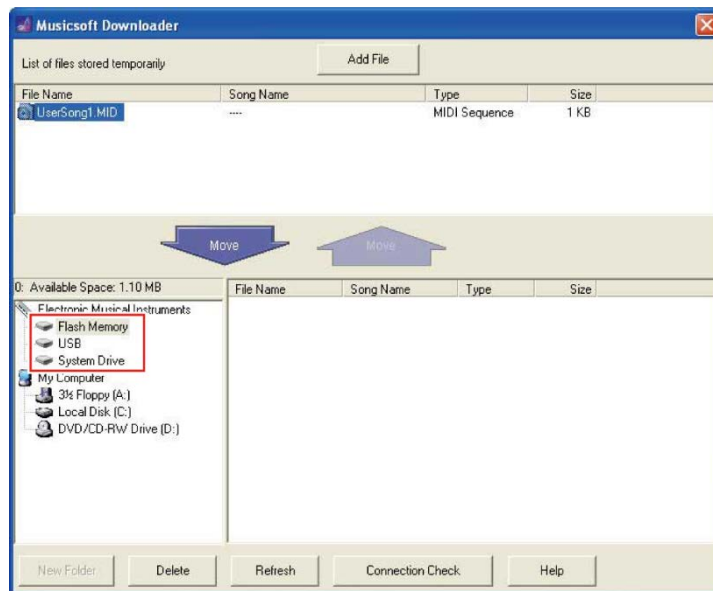 Musicsoft Downloader
List of files stored temporarily
Add File
File Name Song Name Type Size
UserSong1.MID ---- MIDI Sequence 1 KB
Move Move
0: Available Space: 1.10 MB
File Name Song Name Type Size
Electronic Musical Instruments
Flash Memory
USB
System Drive
My Computer
3½ Floppy (A:)
Local Disk (C:)
DVD/CD-RW Drive (D:)
New Folder Delete Refresh Connection Check Help